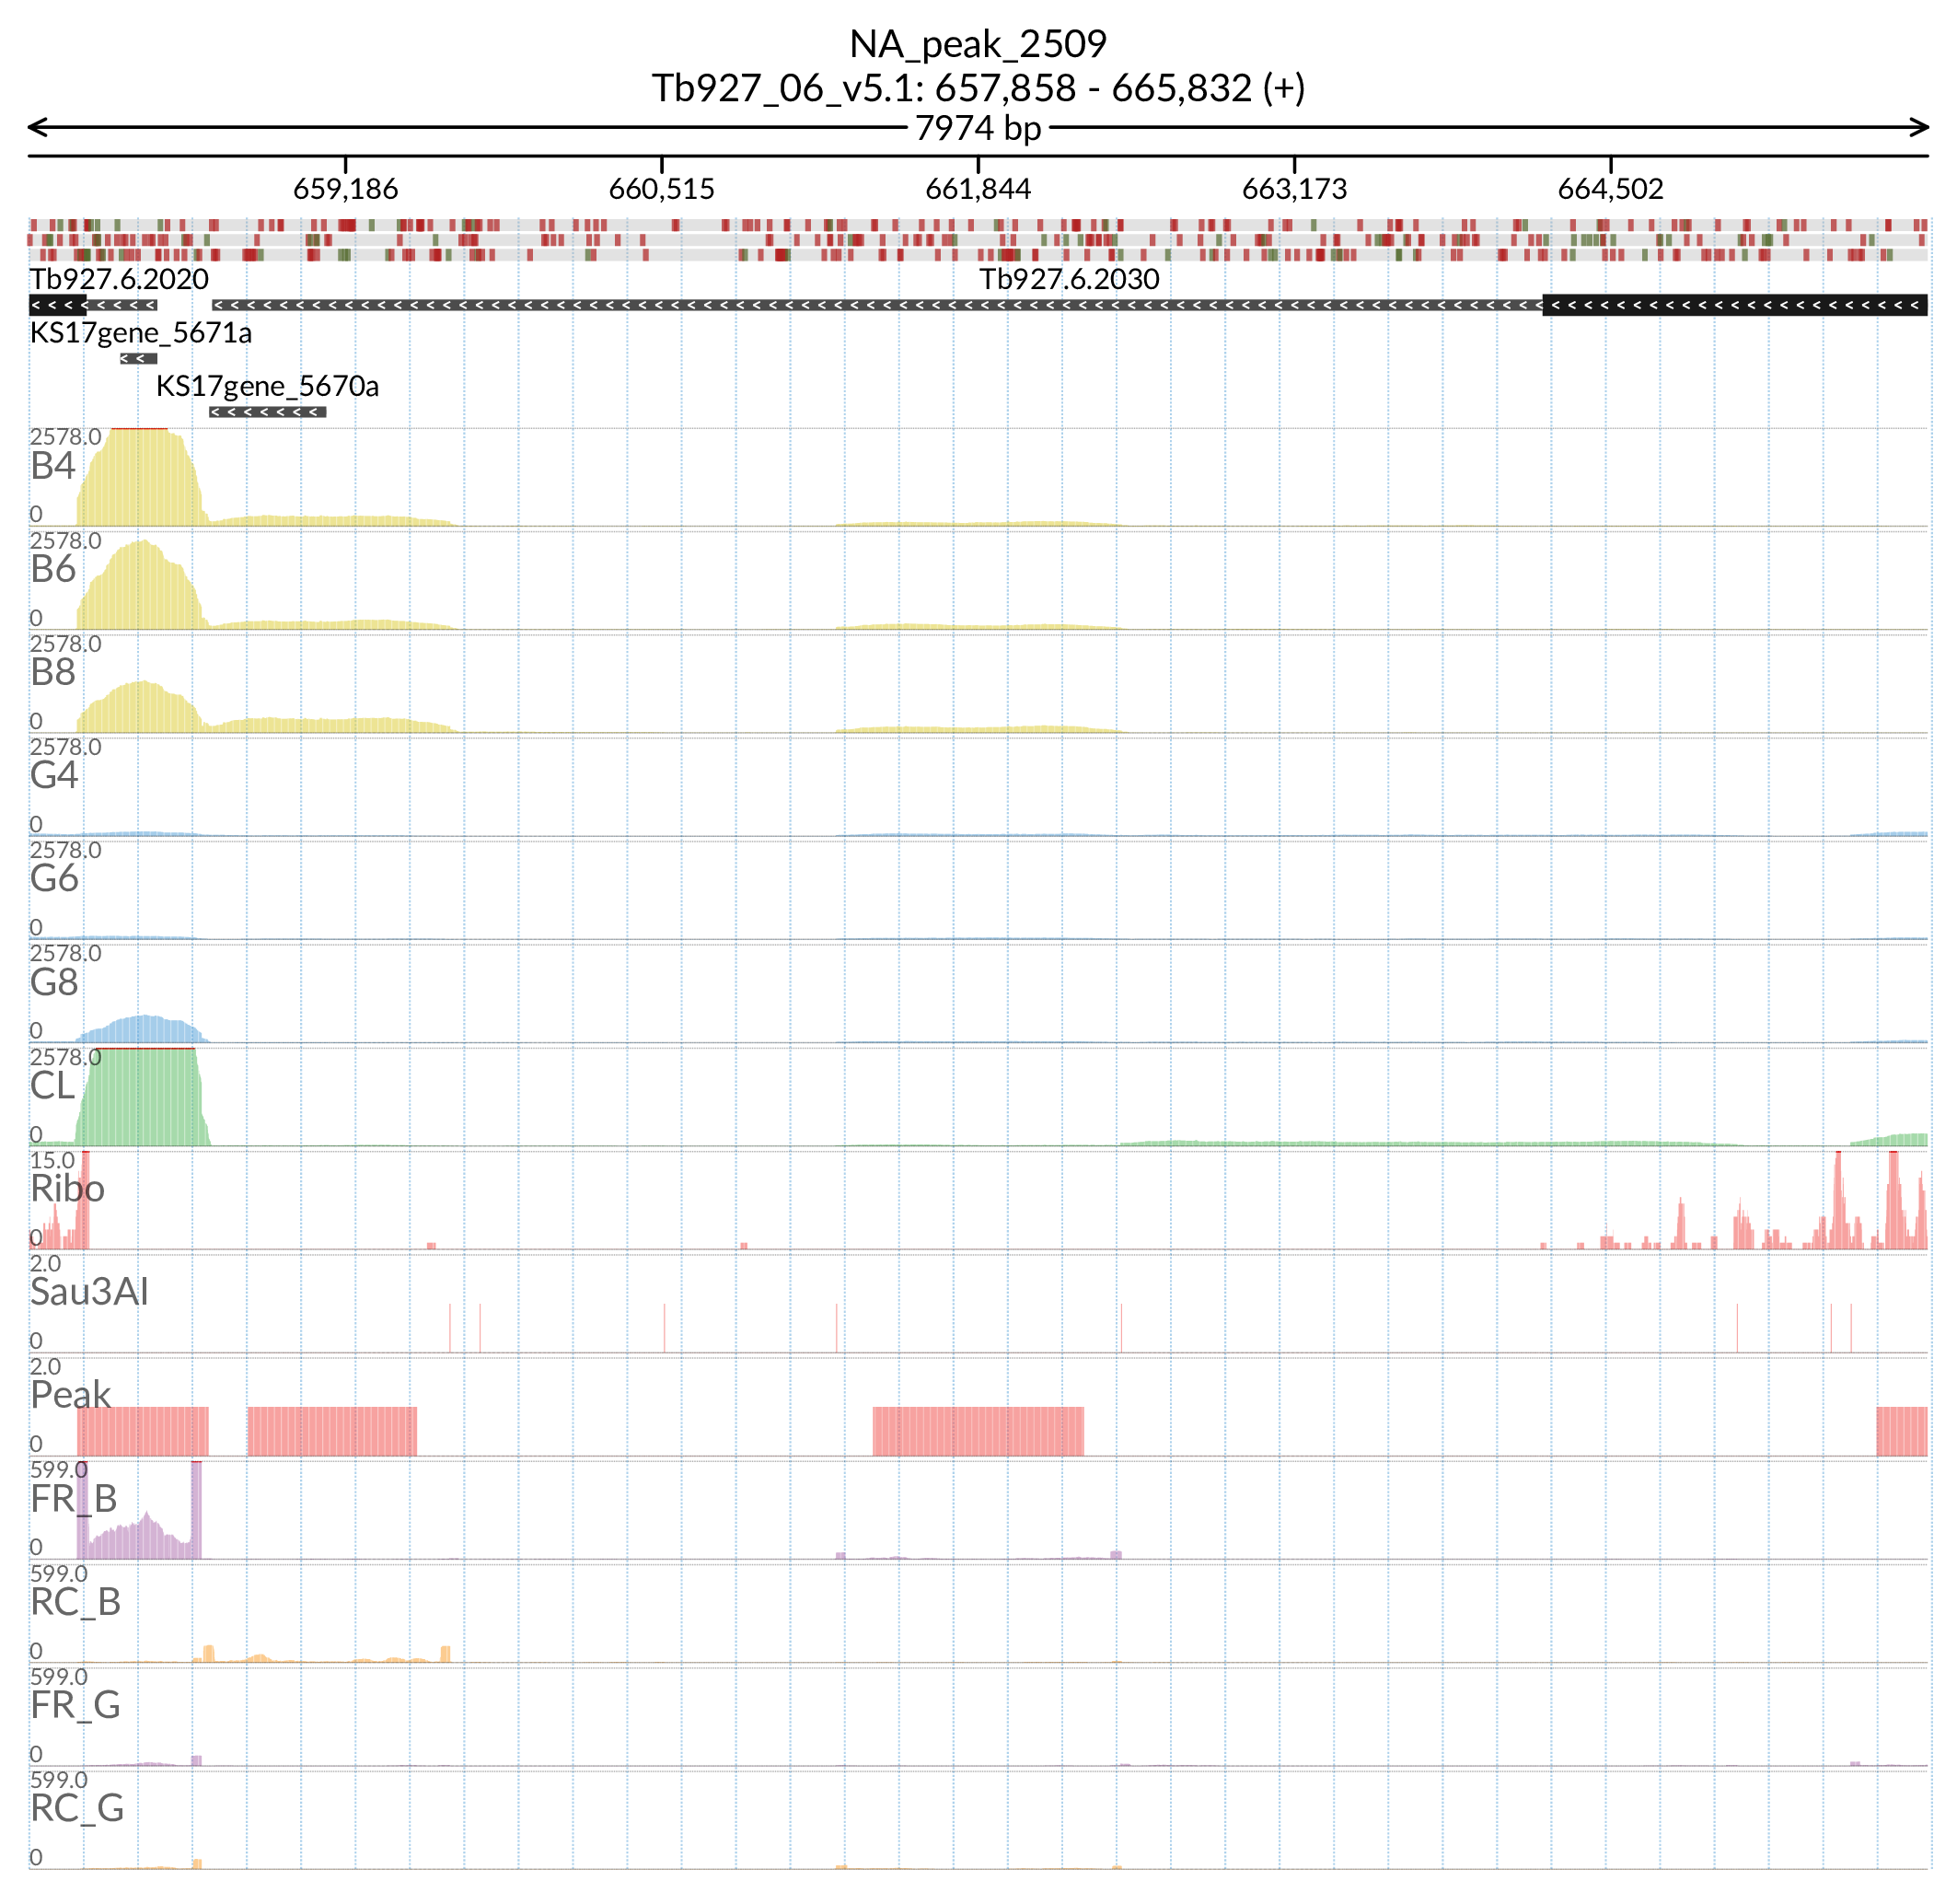 NA_peak_2509
Tb927_06_v5.1: 657,858 - 665,832 (+)
7974 bp
659,186 660,515 661,844 663,173 664,502
Tb927.6.2020 Tb927.6.2030
KS17gene_5671a
KS17gene_5670a
2578.0
B4
0
2578.0
B6
0
2578.0
B8
0
2578.0
G4
0
2578.0
G6
0
2578.0
G8
0
2578.0
CL
0
15.0
Ribo
0
2.0
Sau3AI
0
2.0
Peak
0
599.0
FR_B
0
599.0
RC_B
0
599.0
FR_G
0
599.0
RC_G
0